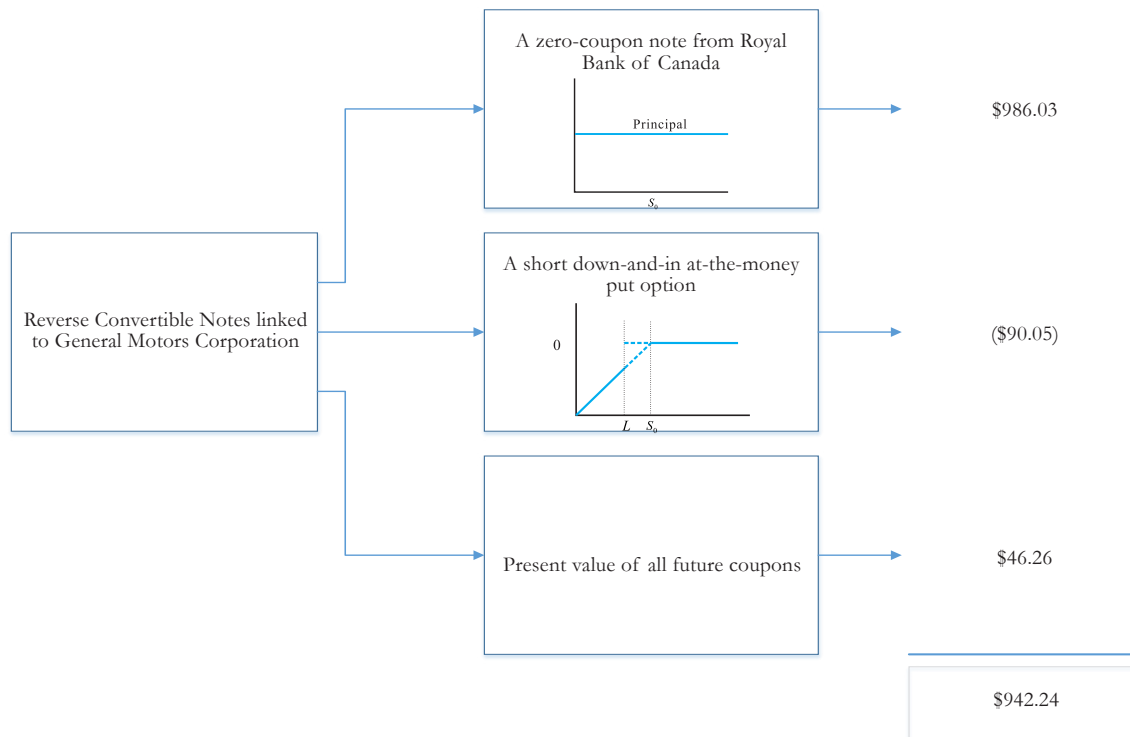 A zero-coupon note from Royal
Bank of Canada
Principal
S₀
$986.03
Reverse Convertible Notes linked
to General Motors Corporation
A short down-and-in at-the-money
put option
0
L S₀
($90.05)
Present value of all future coupons
$46.26
$942.24